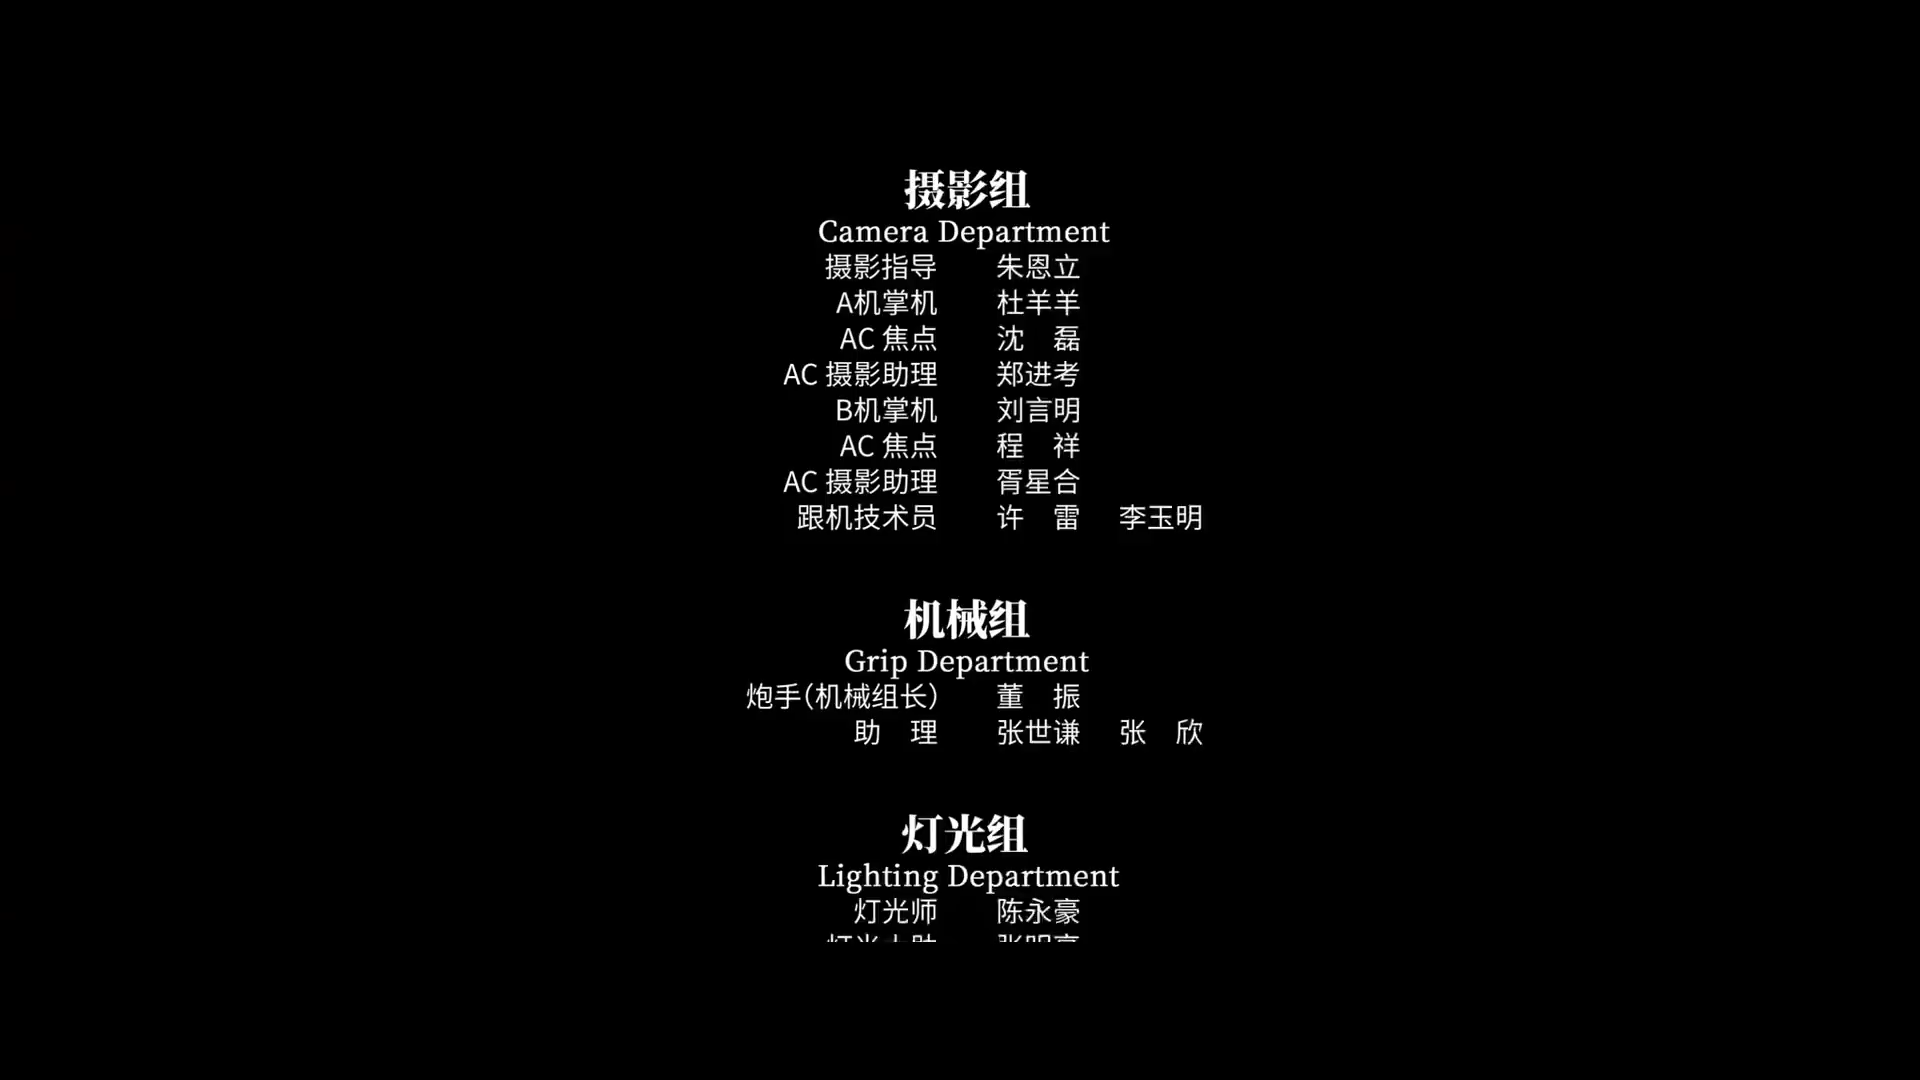 摄影组
Camera Department
摄影指导 朱恩立
A机掌机 杜羊羊
AC 焦点 沈 磊
AC 摄影助理 郑进考
B机掌机 刘言明
AC 焦点 程 祥
AC 摄影助理 胥星合
跟机技术员 许 雷 李玉明
机械组
Grip Department
炮手(机械组长) 董 振
助 理 张世谦 张 欣
灯光组
Lighting Department
灯光师 陈永豪